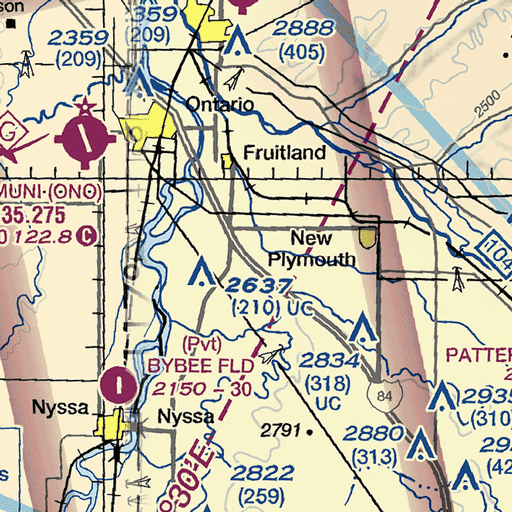 359
2359
(209)
209)
2888
(405)
2500
Ontario
G
Fruitland
MUNI (ONO)
35.275
122.8 C
New
Plymouth
104
2637
(210) UC
(Pvt)
BYBEE FLD
2150 - 30
2834
(318)
UC
PATTER
84
2935
(310)
Nyssa
Nyssa
2791
2880
(313)
30'E
2822
(259)
(42